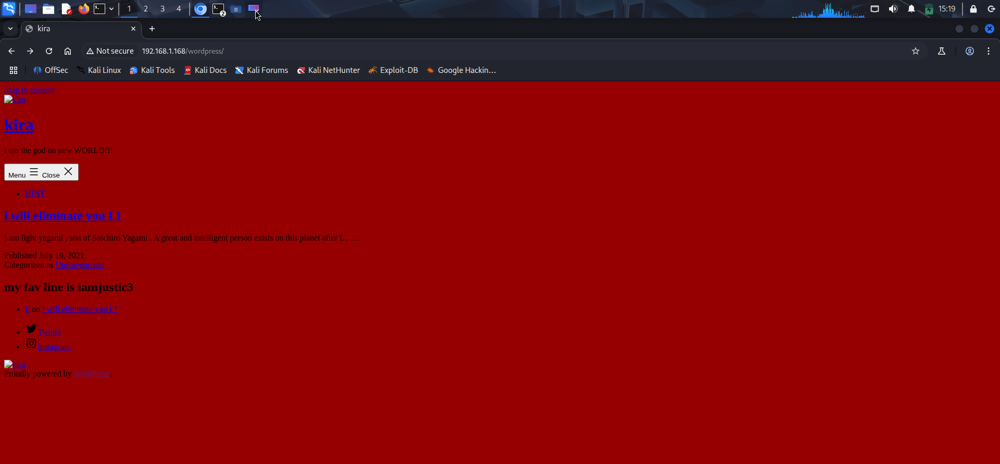 1 2 3 4 2 15:19
kira
Not secure 192.168.1.168/wordpress/
OffSec Kali Linux Kali Tools Kali Docs Kali Forums Kali NetHunter Exploit-DB Google Hackin…
Skip to content
kira
kira
i am the god on new WORLD!!!
Menu Close
HINT
i will eliminate you L!
I am light yagami , son of Soichiro Yagami . A great and intelligent person exists on this planet after L . ….
Published July 19, 2021
Categorized as Uncategorized
my fav line is iamjustic3
L on i will eliminate you L!
Twitter
Instagram
kira
Proudly powered by WordPress.